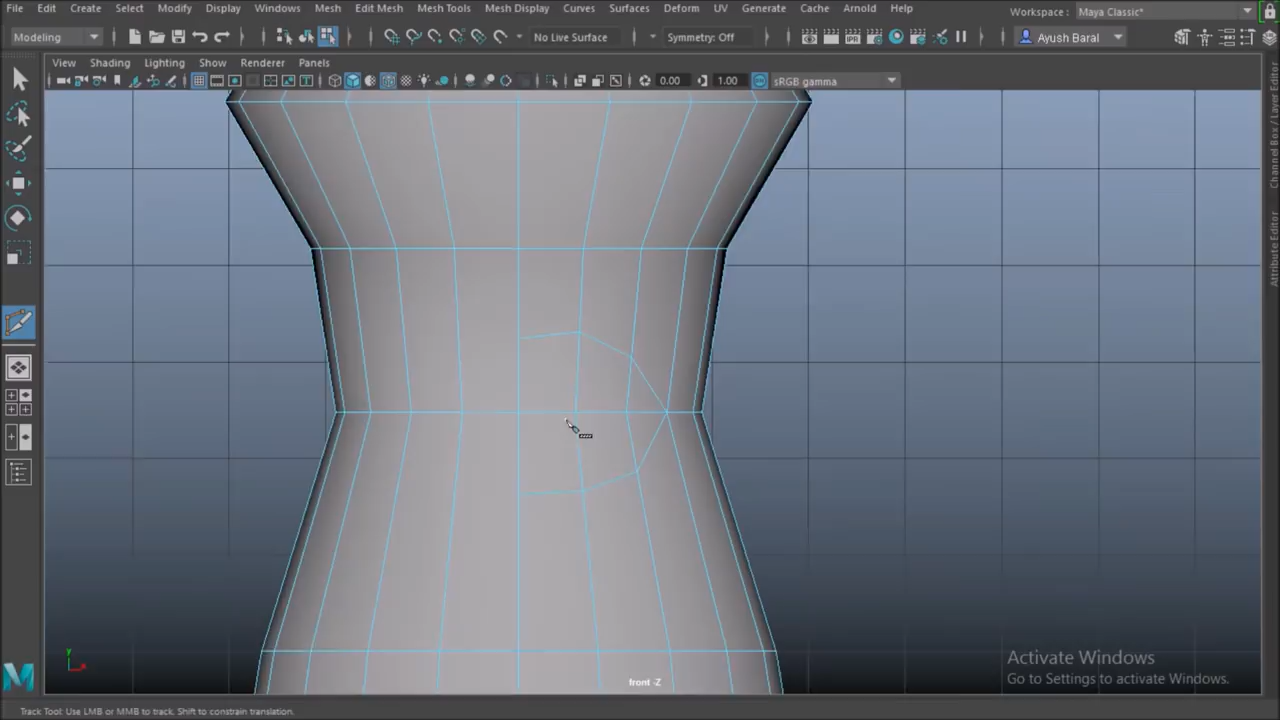 File Edit Create Select Modify Display Windows Mesh Edit Mesh Mesh Tools Mesh Display Curves Surfaces Deform UV Generate Cache Arnold Help Workspace : Maya Classic*
Modeling No Live Surface Symmetry: Off Ayush Baral
View Shading Lighting Show Renderer Panels
0.00 1.00 sRGB gamma
Channel Box / Layer Editor
Attribute Editor
Activate Windows
Go to Settings to activate Windows.
front -Z
Track Tool: Use LMB or MMB to track. Shift to constrain translation.